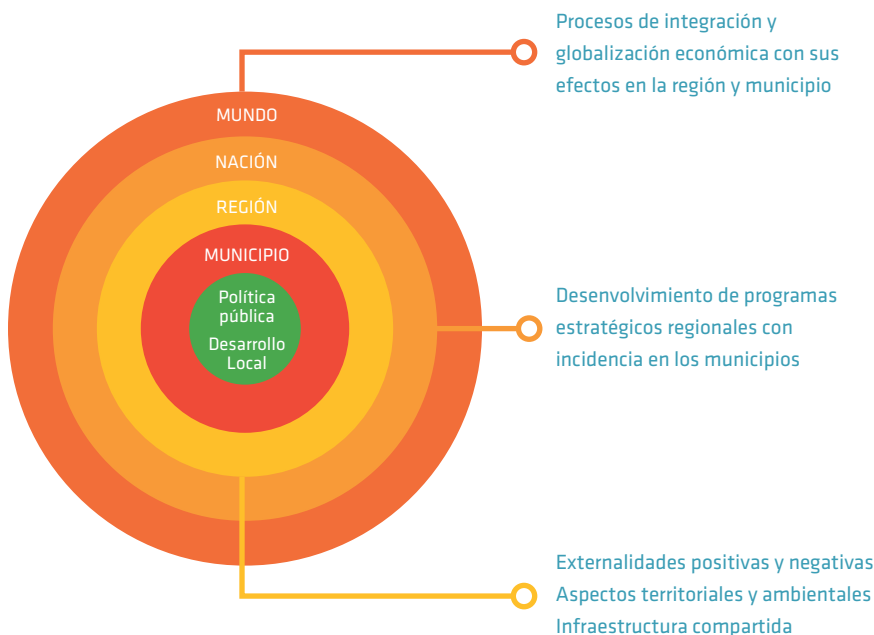 Procesos de integración y
globalización económica con sus
efectos en la región y municipio
MUNDO
NACIÓN
REGIÓN
MUNICIPIO
Política
pública
Desarrollo
Local
Desenvolvimiento de programas
estratégicos regionales con
incidencia en los municipios
Externalidades positivas y negativas
Aspectos territoriales y ambientales
Infraestructura compartida